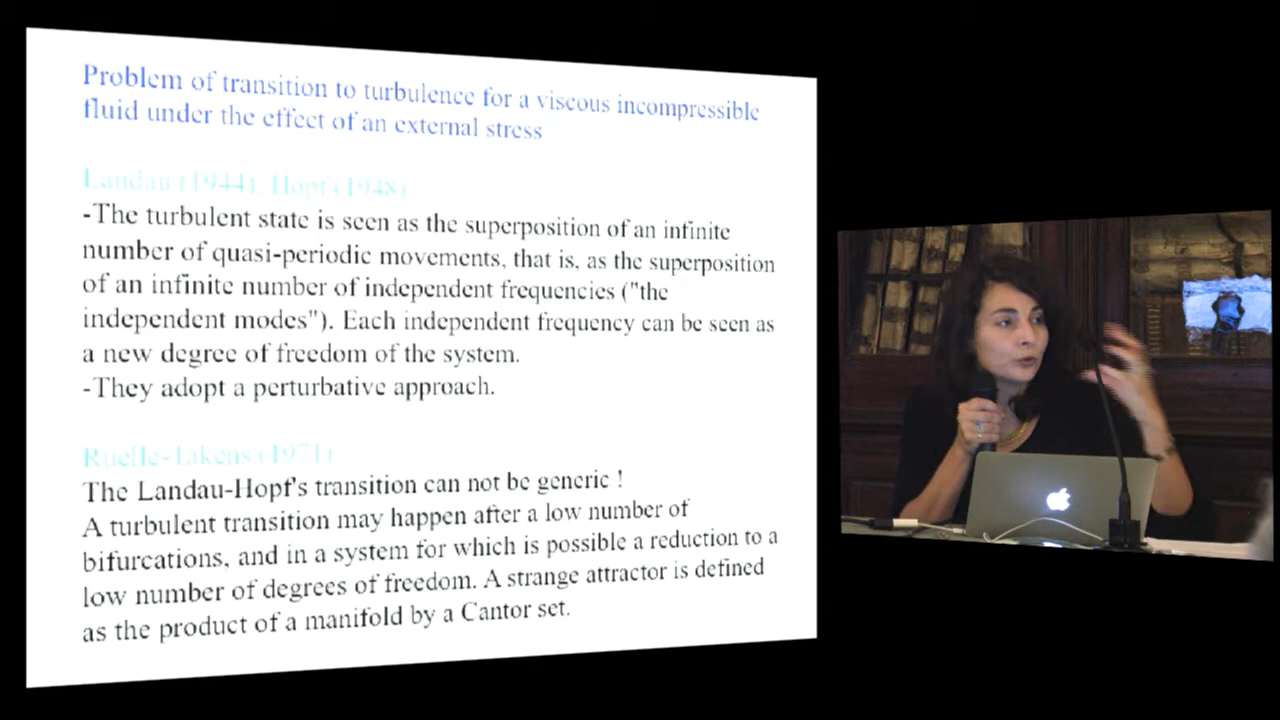 Problem of transition to turbulence for a viscous incompressible
fluid under the effect of an external stress
Landau (1944), Hopf (1948)
-The turbulent state is seen as the superposition of an infinite
number of quasi-periodic movements, that is, as the superposition
of an infinite number of independent frequencies ("the
independent modes"). Each independent frequency can be seen as
a new degree of freedom of the system.
-They adopt a perturbative approach.
Ruelle-Takens (1971)
The Landau-Hopf's transition can not be generic !
A turbulent transition may happen after a low number of
bifurcations, and in a system for which is possible a reduction to a
low number of degrees of freedom. A strange attractor is defined
as the product of a manifold by a Cantor set.